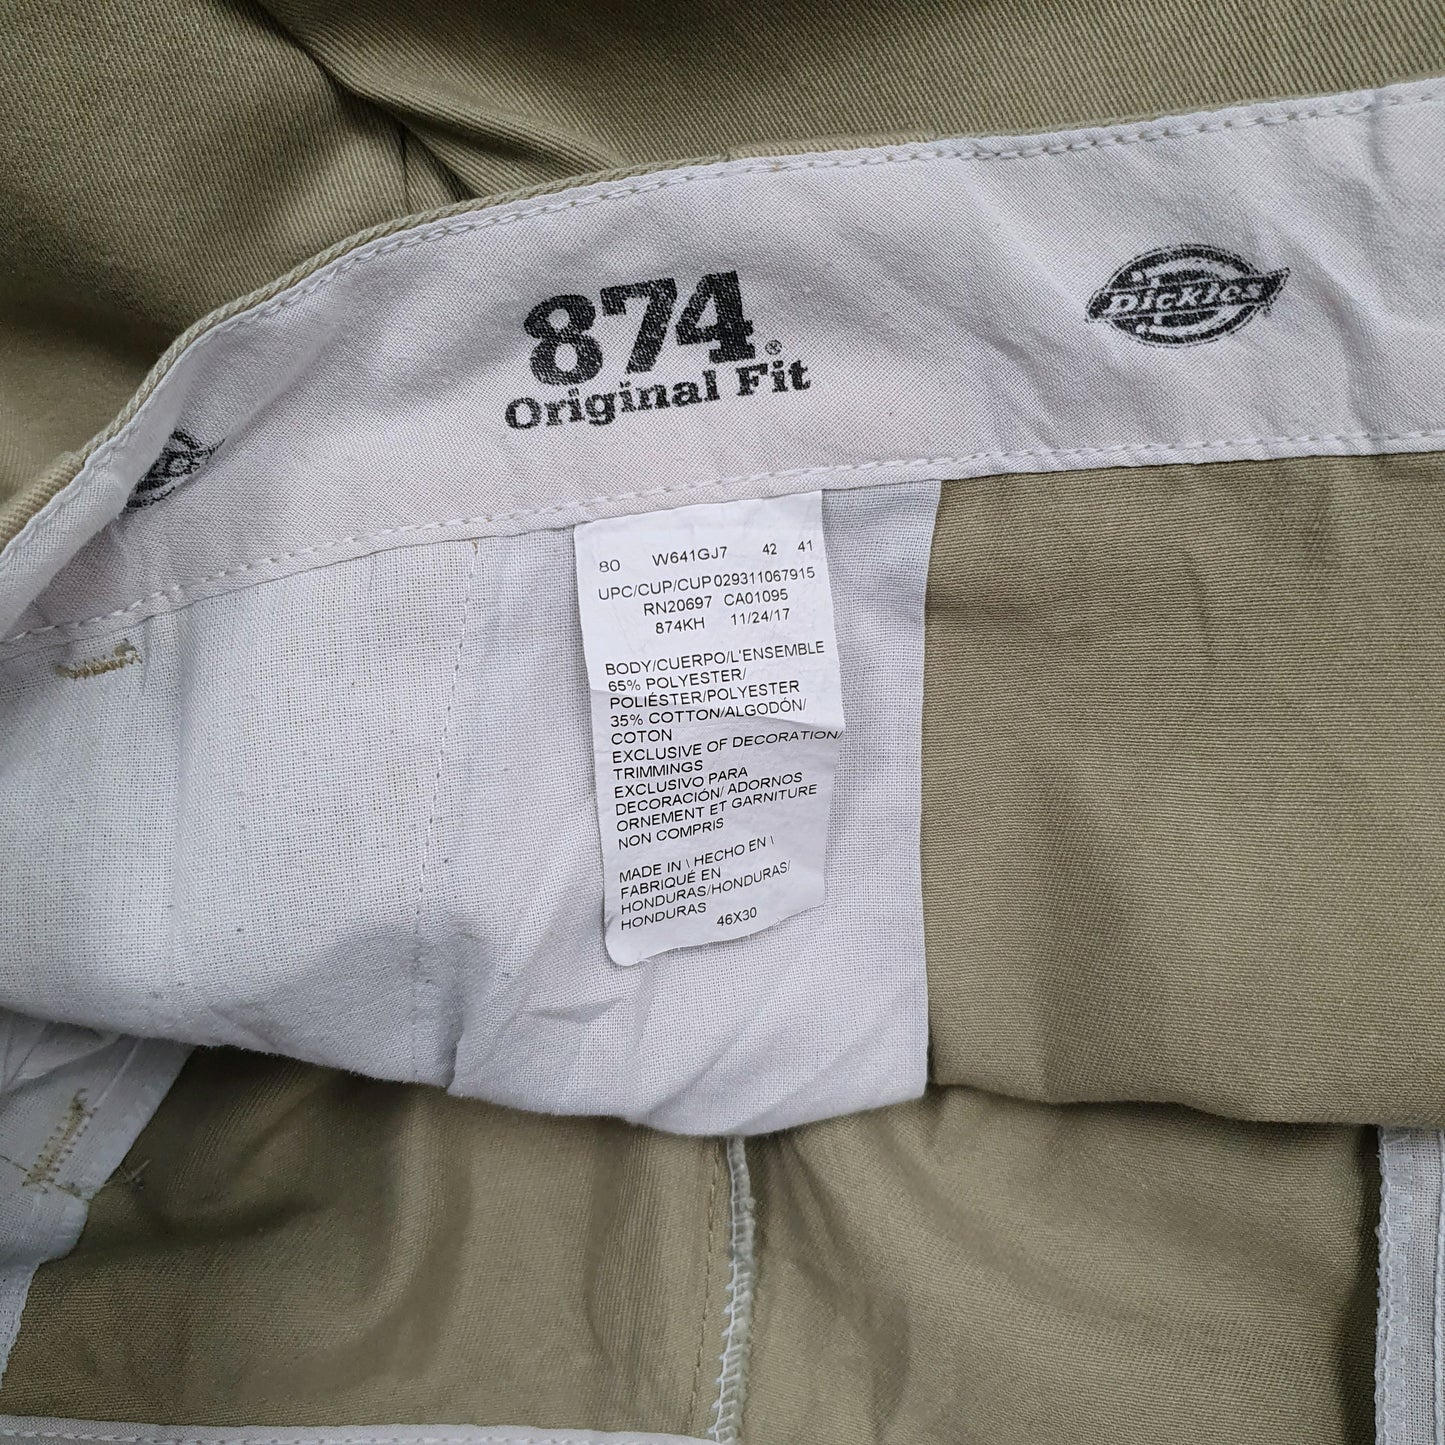 874®
Original Fit
Dickies
80 W641GJ7 42 41
UPC/CUP/CUP029311067915
RN20697 CA01095
874KH 11/24/17
BODY/CUERPO/L'ENSEMBLE
65% POLYESTER/
POLIÉSTER/POLYESTER
35% COTTON/ALGODÓN/
COTON
EXCLUSIVE OF DECORATION/
TRIMMINGS
EXCLUSIVO PARA
DECORACIÓN/ ADORNOS
ORNEMENT ET GARNITURE
NON COMPRIS
MADE IN \ HECHO EN \
FABRIQUÉ EN
HONDURAS/HONDURAS/
HONDURAS 46X30